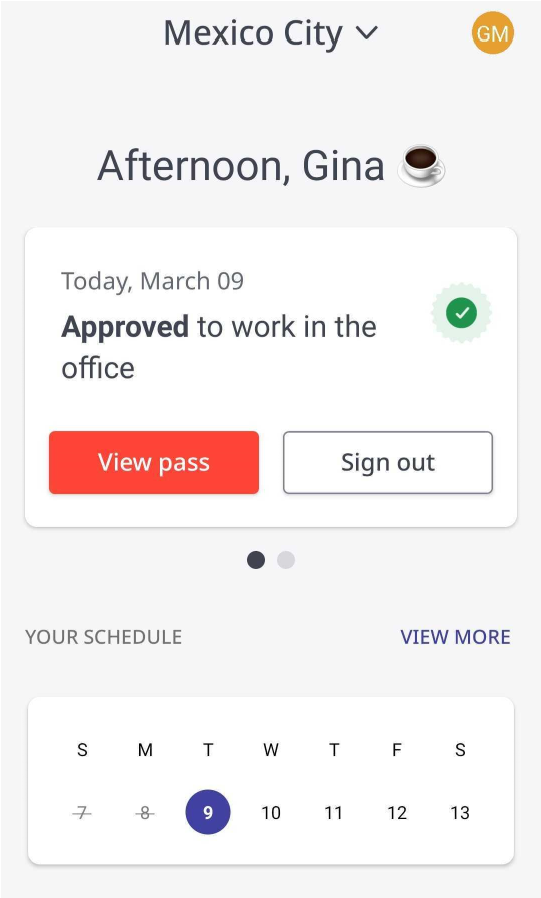 Mexico City
GM
Afternoon, Gina
Today, March 09
Approved to work in the
office
View pass
Sign out
YOUR SCHEDULE
VIEW MORE
S M T W T F S
7 8 9 10 11 12 13